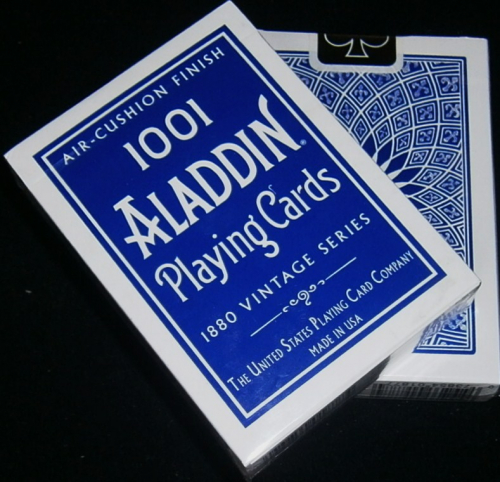 AIR-CUSHION FINISH
1001
ALADDIN®
Playing Cards
1880 VINTAGE SERIES
THE UNITED STATES PLAYING CARD COMPANY
MADE IN USA